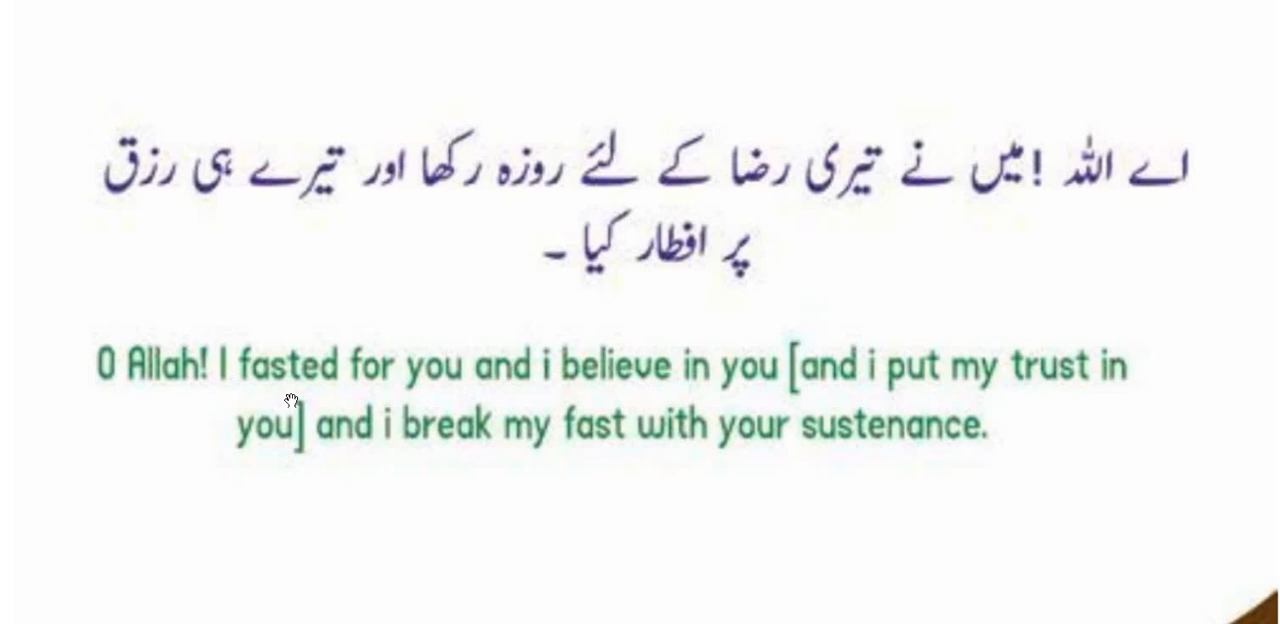 اے اللہ ! میں نے تیری رضا کے لئے روزہ رکھا اور تیرے ہی رزق
پر افطار کیا ۔
O Allah! I fasted for you and i believe in you [and i put my trust in
you] and i break my fast with your sustenance.